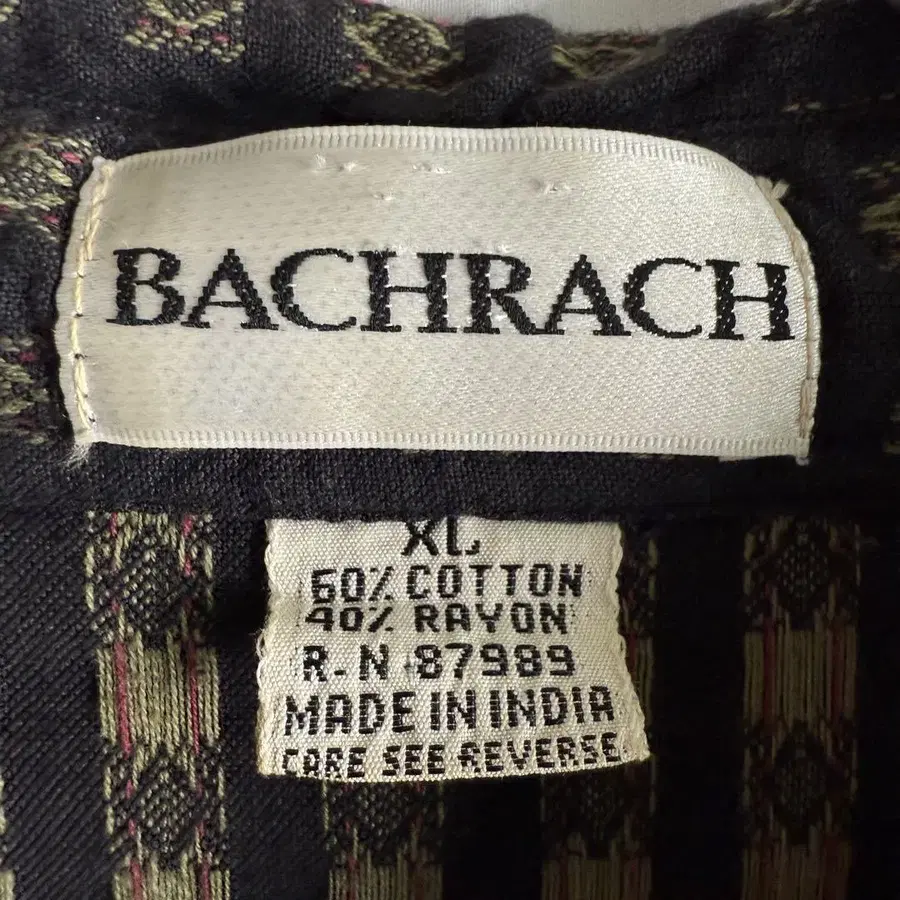 BACHRACH
XL
60% COTTON
40% RAYON
R.N 87989
MADE IN INDIA
CARE SEE REVERSE